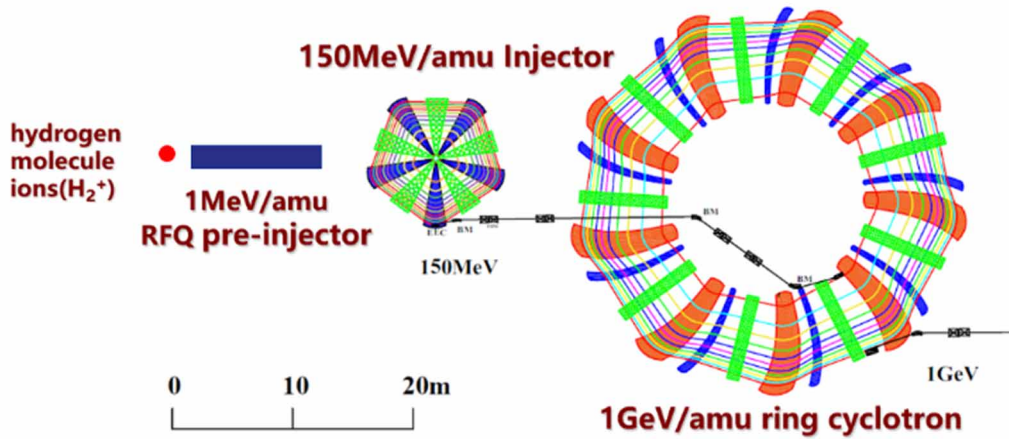 150MeV/amu Injector
hydrogen
molecule
ions(H₂⁺)
1MeV/amu
RFQ pre-injector
BM
BM
150MeV
BM
1GeV
0 10 20m
1GeV/amu ring cyclotron